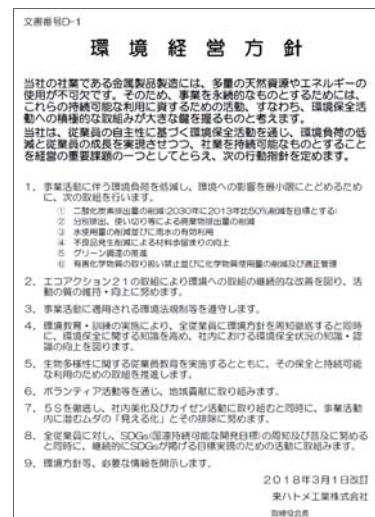 文書番号D-1
環境経営方針
当社の社業である金属製品製造には、多量の天然資源やエネルギーの
使用が不可欠です。そのため、事業を永続的なものとするためには、
これらの持続可能な利用に資するための活動、すなわち、環境保全活
動への積極的な取組みが大きな鍵を握るものと考えます。
当社は、従業員の自主性に基づく環境保全活動を通じ、環境負荷の低
減と従業員の成長を実現させつつ、社業を持続可能なものとすること
を経営の重要課題の一つとしてとらえ、次の行動指針を定めます。
1、事業活動に伴う環境負荷を低減し、環境への影響を最小限にとどめるため
に、次の取組を行います。
① 二酸化炭素排出量の削減(2030年に2013年比50%削減を目標とする)
② 分別排出、使い切り等による廃棄物排出量の削減
③ 水使用量の削減並びに雨水の有効利用
④ 不良品発生削減による材料歩留まりの向上
⑤ グリーン調達の推進
⑥ 有害化学物質の取り扱い禁止並びに化学物質使用量の削減及び適正管理
2、エコアクション21の取組により環境への取組の継続的な改善を図り、活
動の質の維持・向上に努めます。
3、事業活動に適用される環境法規制等を遵守します。
4、環境教育・訓練の実施により、全従業員に環境方針を周知徹底すると同時
に、環境保全に関する知識を高め、社内における環境保全状況の知識・認
識の向上を図ります。
5、生物多様性に関する従業員教育を実施するとともに、その保全と持続可能
な利用のための取組を推進します。
6、ボランティア活動等を通じ、地域貢献に取り組みます。
7、5Sを徹底し、社内美化及びカイゼン活動に取り組むと同時に、事業活動
内に潜むムダの「見える化」とその排除に努めます。
8、全従業員に対し、SDGs(国連持続可能な開発目標)の周知及び普及に努める
と同時に、継続的にSDGsが掲げる目標実現のための活動に取組みます。
9、環境方針等、必要な情報を開示します。
2018年3月1日改訂
来ハトメ工業株式会社
取締役会長